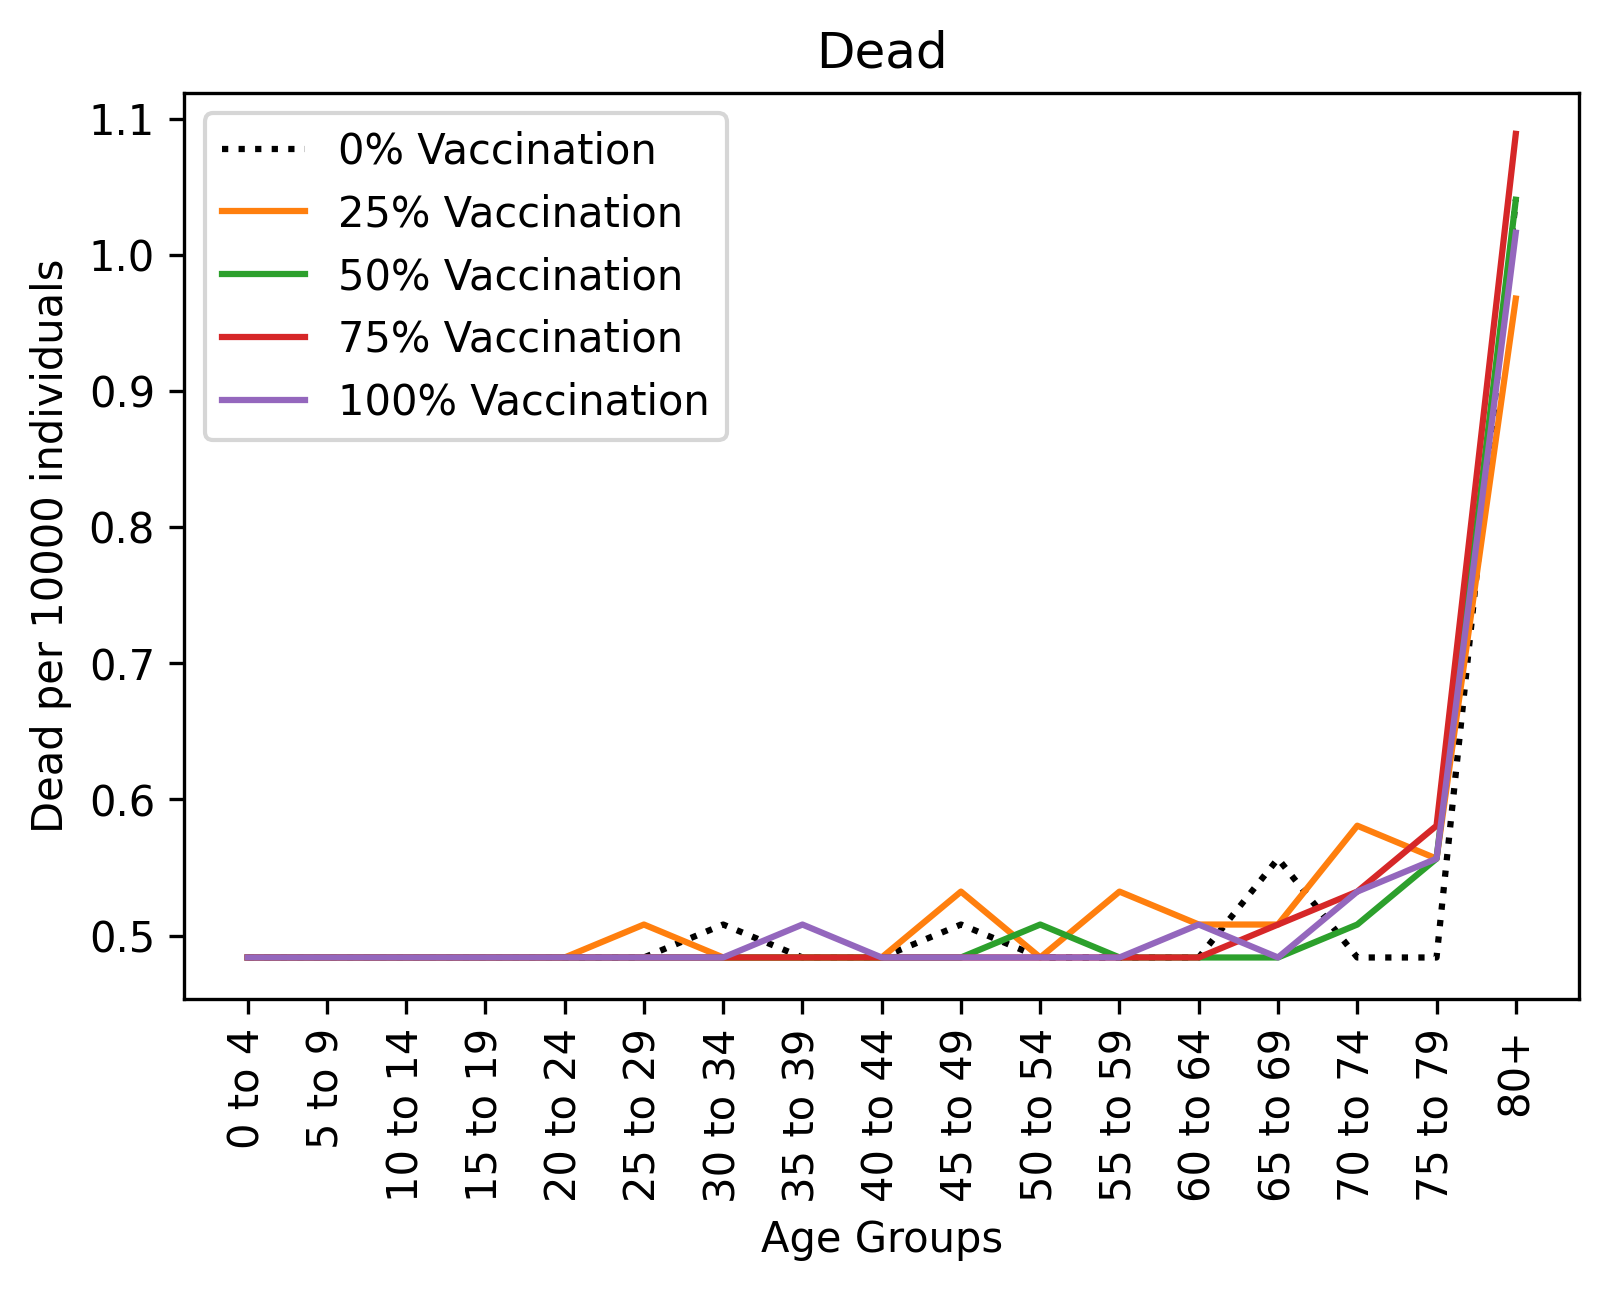 Dead
1.1
1.0
0.9
0.8
0.7
0.6
0.5
Dead per 10000 individuals
0% Vaccination
25% Vaccination
50% Vaccination
75% Vaccination
100% Vaccination
0 to 4
5 to 9
10 to 14
15 to 19
20 to 24
25 to 29
30 to 34
35 to 39
40 to 44
45 to 49
50 to 54
55 to 59
60 to 64
65 to 69
70 to 74
75 to 79
80+
Age Groups